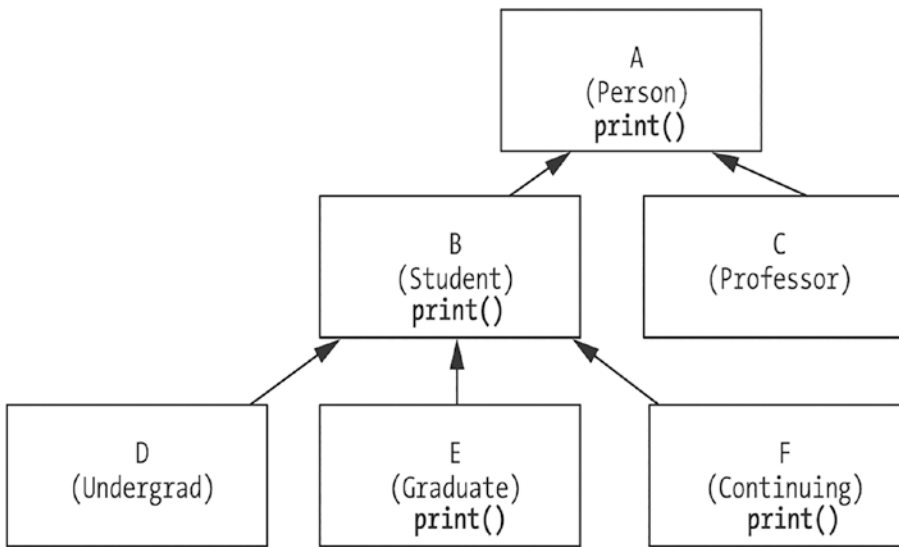 A
(Person)
print()
B
(Student)
print()
C
(Professor)
D
(Undergrad)
E
(Graduate)
print()
F
(Continuing)
print()